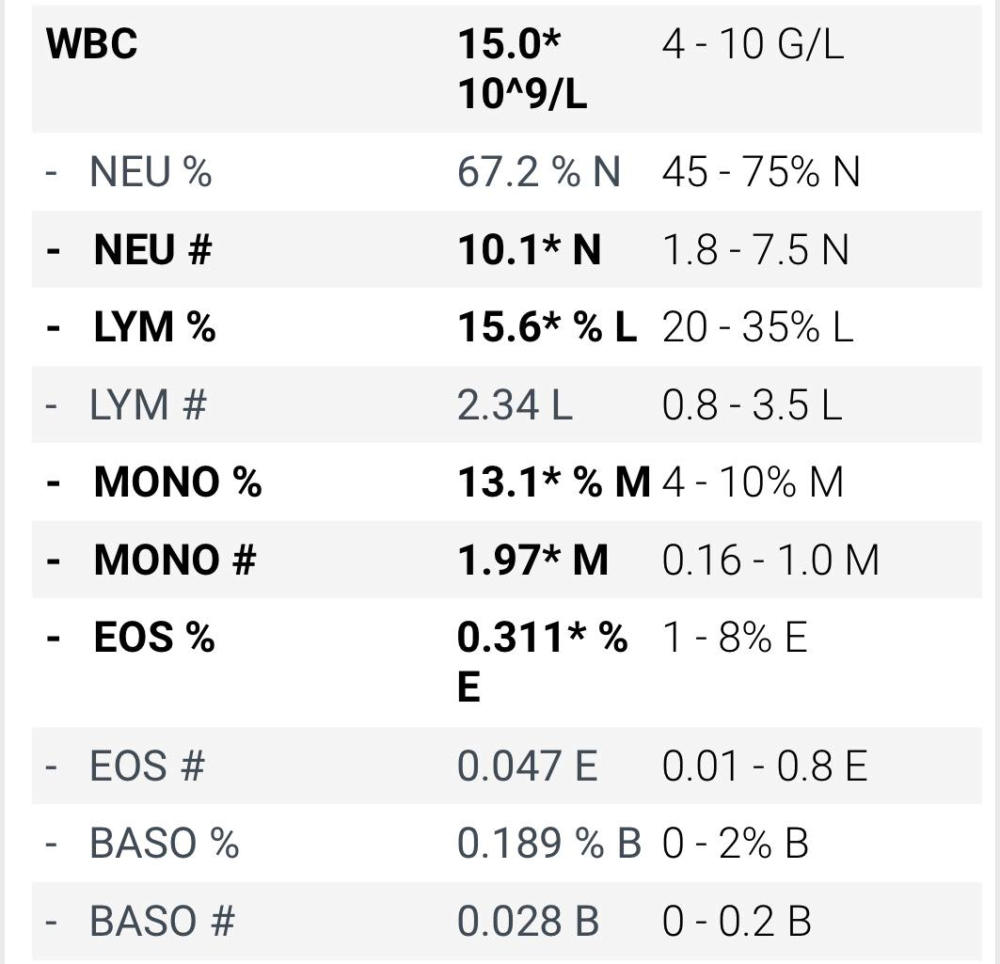 WBC 15.0* 4 - 10 G/L
10^9/L
- NEU % 67.2 % N 45 - 75% N
- NEU # 10.1* N 1.8 - 7.5 N
- LYM % 15.6* % L 20 - 35% L
- LYM # 2.34 L 0.8 - 3.5 L
- MONO % 13.1* % M 4 - 10% M
- MONO # 1.97* M 0.16 - 1.0 M
- EOS % 0.311* % 1 - 8% E
E
- EOS # 0.047 E 0.01 - 0.8 E
- BASO % 0.189 % B 0 - 2% B
- BASO # 0.028 B 0 - 0.2 B